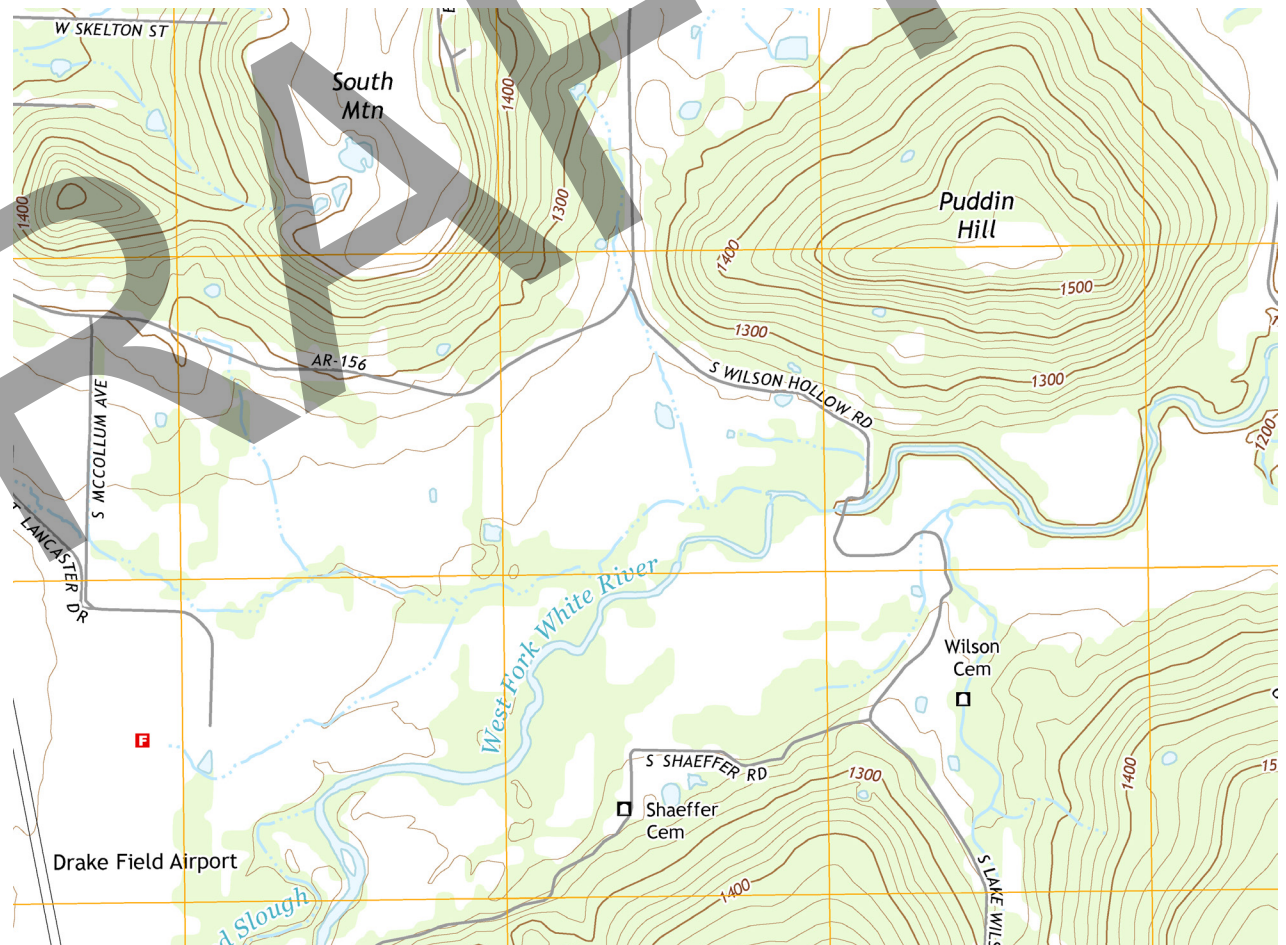 W SKELTON ST
South
Mtn
1400
1400
1300
Puddin
Hill
1400
1500
1300
1300
AR-156
S WILSON HOLLOW RD
S MCCOLLUM AVE
1200
LANCASTER DR
West Fork White River
Wilson
Cem
S SHAEFFER RD
1300
1400
F
Shaeffer
Cem
Drake Field Airport
1400
S LAKE WILS
d Slough
RAF